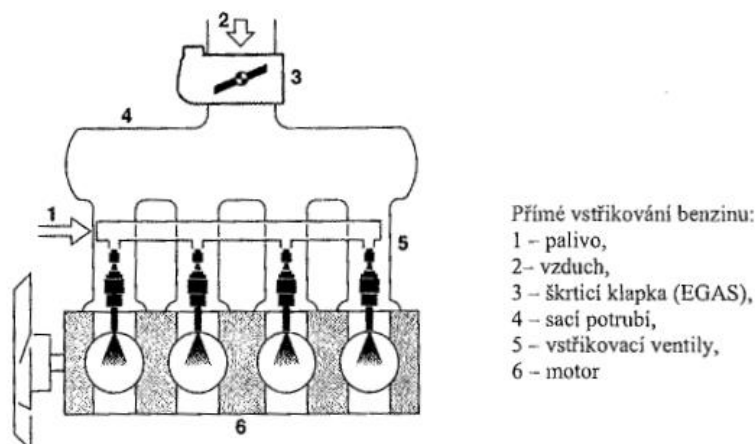 2
3
4
1
5
6
Přímé vstřikování benzinu:
1 – palivo,
2– vzduch,
3 – škrticí klapka (EGAS),
4 – sací potrubí,
5 – vstřikovací ventily,
6 – motor